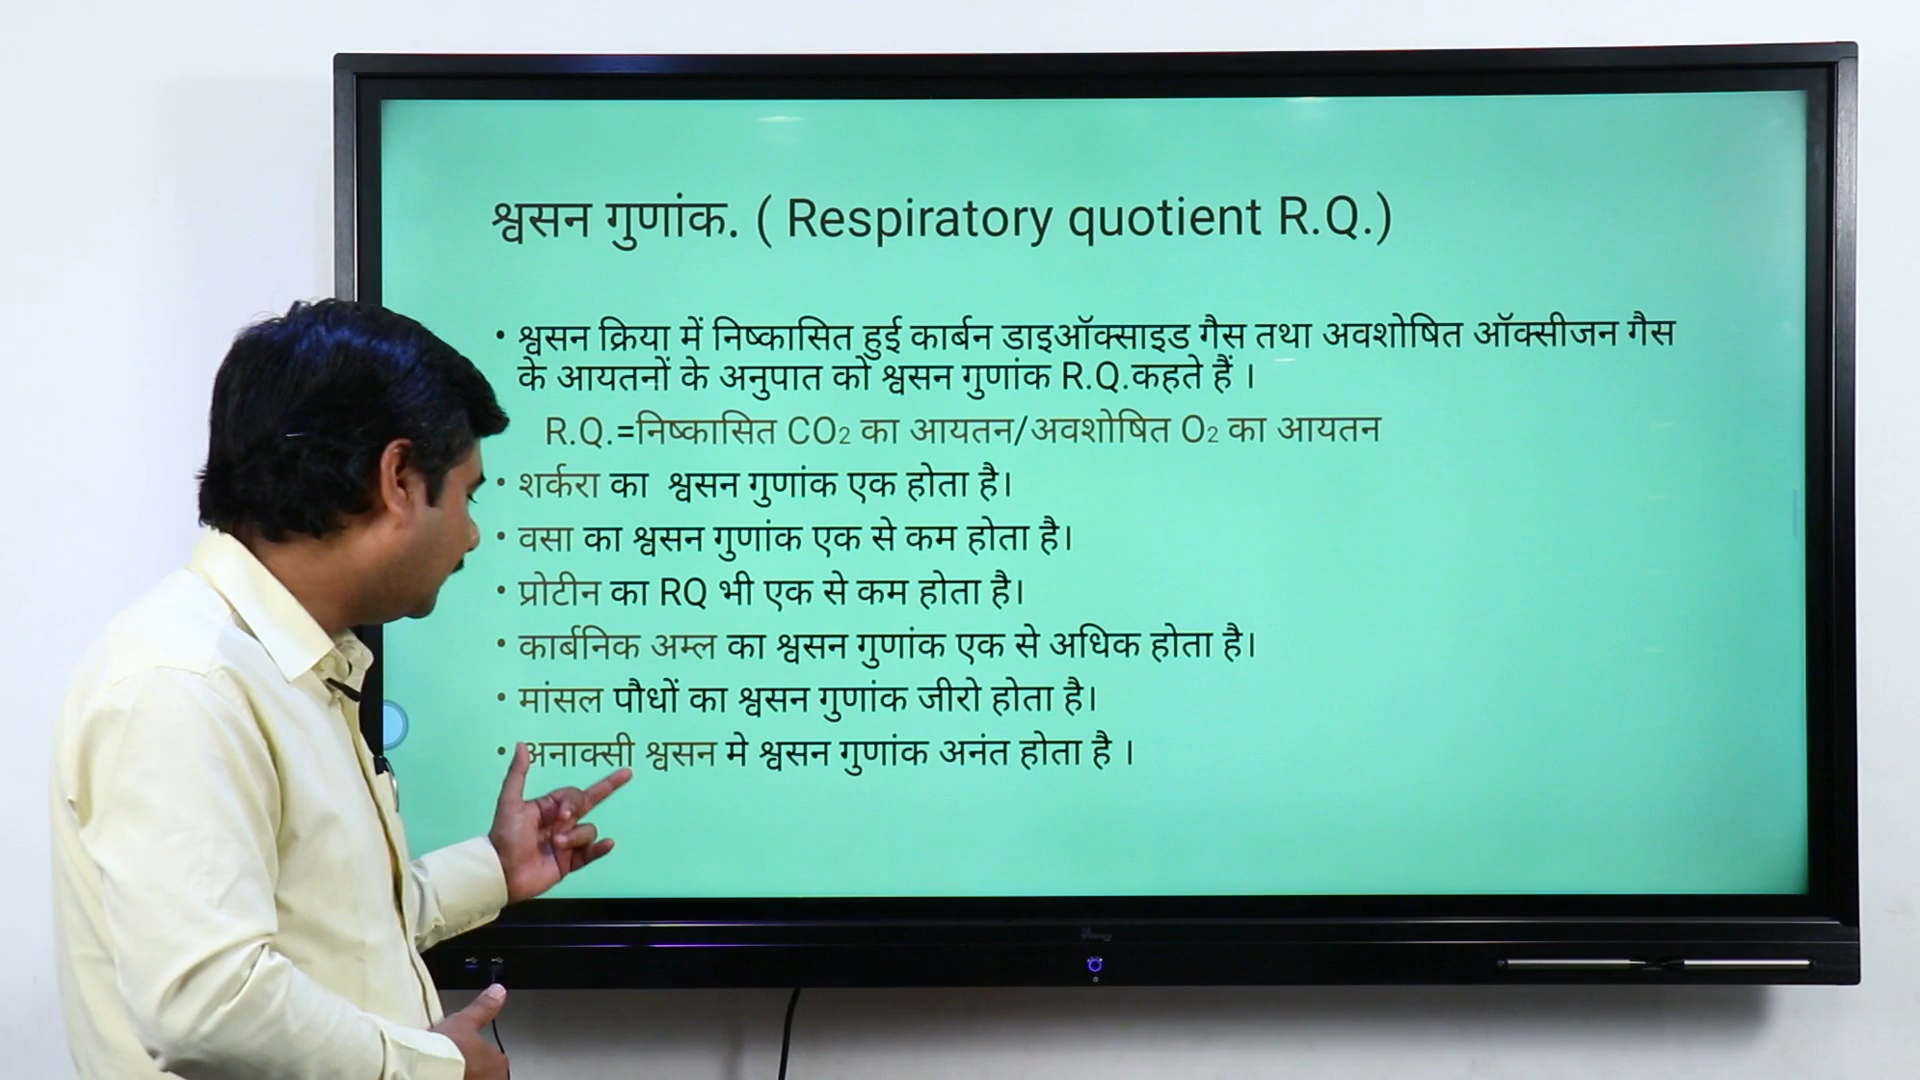 श्वसन गुणांक. ( Respiratory quotient R.Q.)
• श्वसन क्रिया में निष्कासित हुई कार्बन डाइऑक्साइड गैस तथा अवशोषित ऑक्सीजन गैस
के आयतनों के अनुपात को श्वसन गुणांक R.Q.कहते हैं ।
R.Q.=निष्कासित CO₂ का आयतन/अवशोषित O₂ का आयतन
• शर्करा का श्वसन गुणांक एक होता है।
• वसा का श्वसन गुणांक एक से कम होता है।
• प्रोटीन का RQ भी एक से कम होता है।
• कार्बनिक अम्ल का श्वसन गुणांक एक से अधिक होता है।
• मांसल पौधों का श्वसन गुणांक जीरो होता है।
• अनाक्सी श्वसन मे श्वसन गुणांक अनंत होता है ।